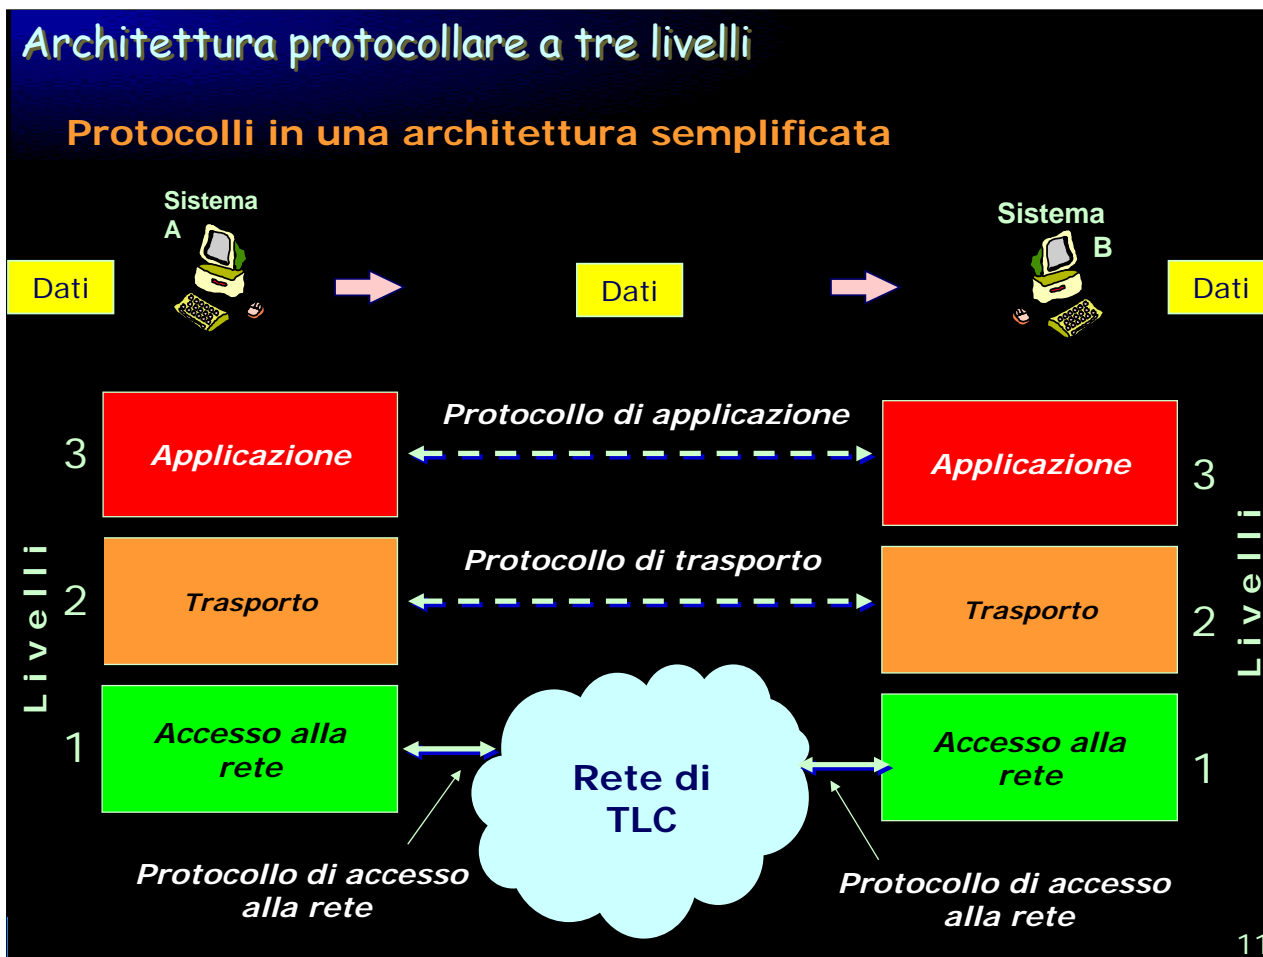 Architettura protocollare a tre livelli
Protocolli in una architettura semplificata
Sistema
A
Sistema
B
Dati
Dati
Dati
Protocollo di applicazione
3
Applicazione
Applicazione
3
Protocollo di trasporto
Livelli
2
Trasporto
Trasporto
2
Livelli
1
Accesso alla
rete
Rete di
TLC
Accesso alla
rete
1
Protocollo di accesso
alla rete
Protocollo di accesso
alla rete
11